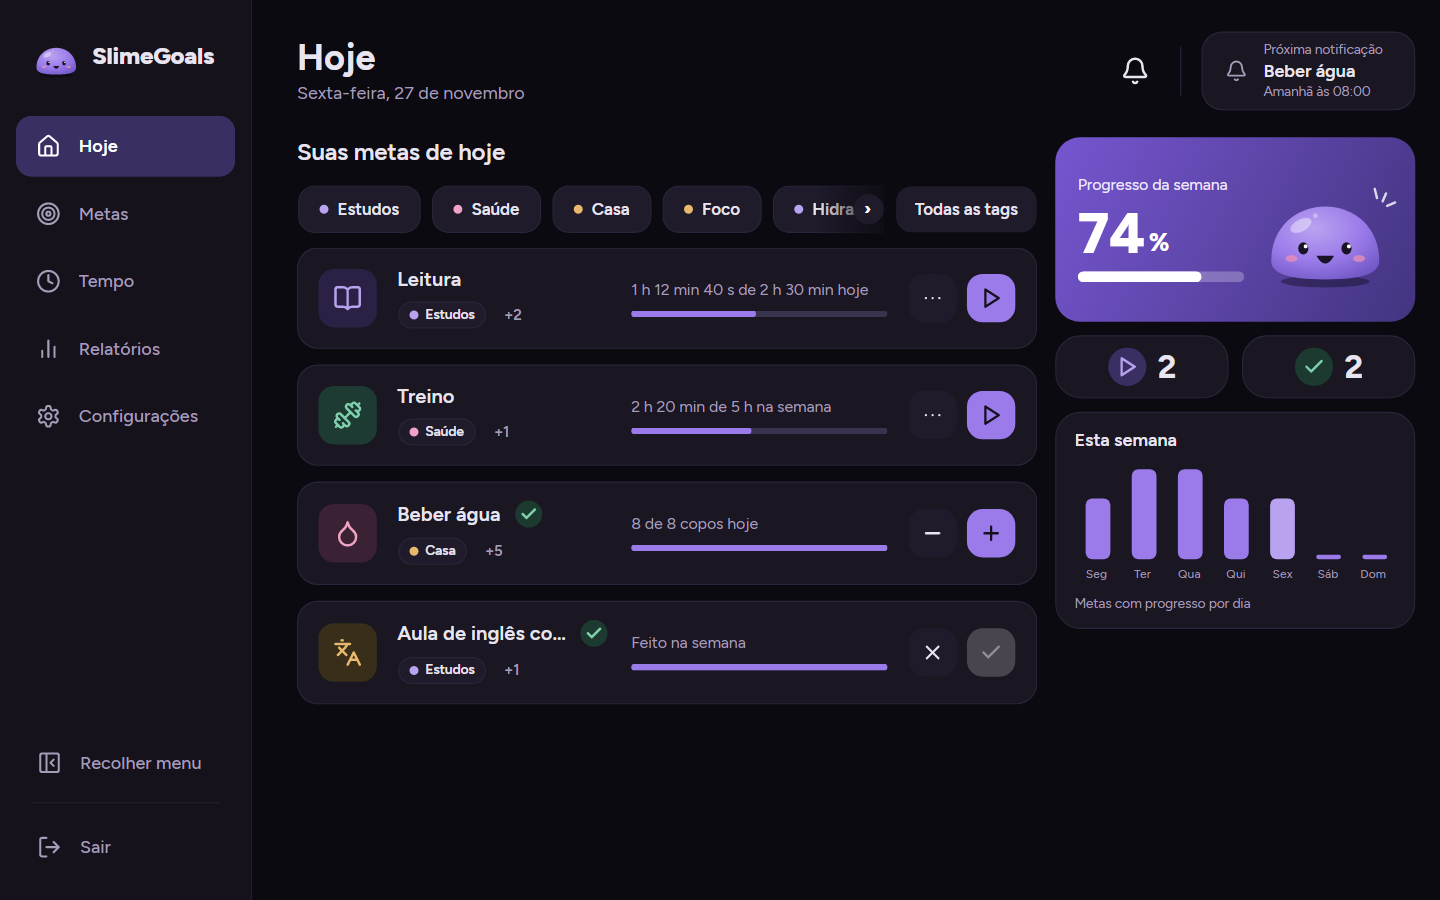 SlimeGoals
Hoje
Metas
Tempo
Relatórios
Configurações
Recolher menu
Sair
Hoje
Sexta-feira, 27 de novembro
Próxima notificação
Beber água
Amanhã às 08:00
Suas metas de hoje
Estudos
Saúde
Casa
Foco
Hidra
Todas as tags
Leitura
Estudos
+2
1 h 12 min 40 s de 2 h 30 min hoje
Treino
Saúde
+1
2 h 20 min de 5 h na semana
Beber água
Casa
+5
8 de 8 copos hoje
Aula de inglês co...
Estudos
+1
Feito na semana
Progresso da semana
74 %
2
2
Esta semana
Seg Ter Qua Qui Sex Sáb Dom
Metas com progresso por dia